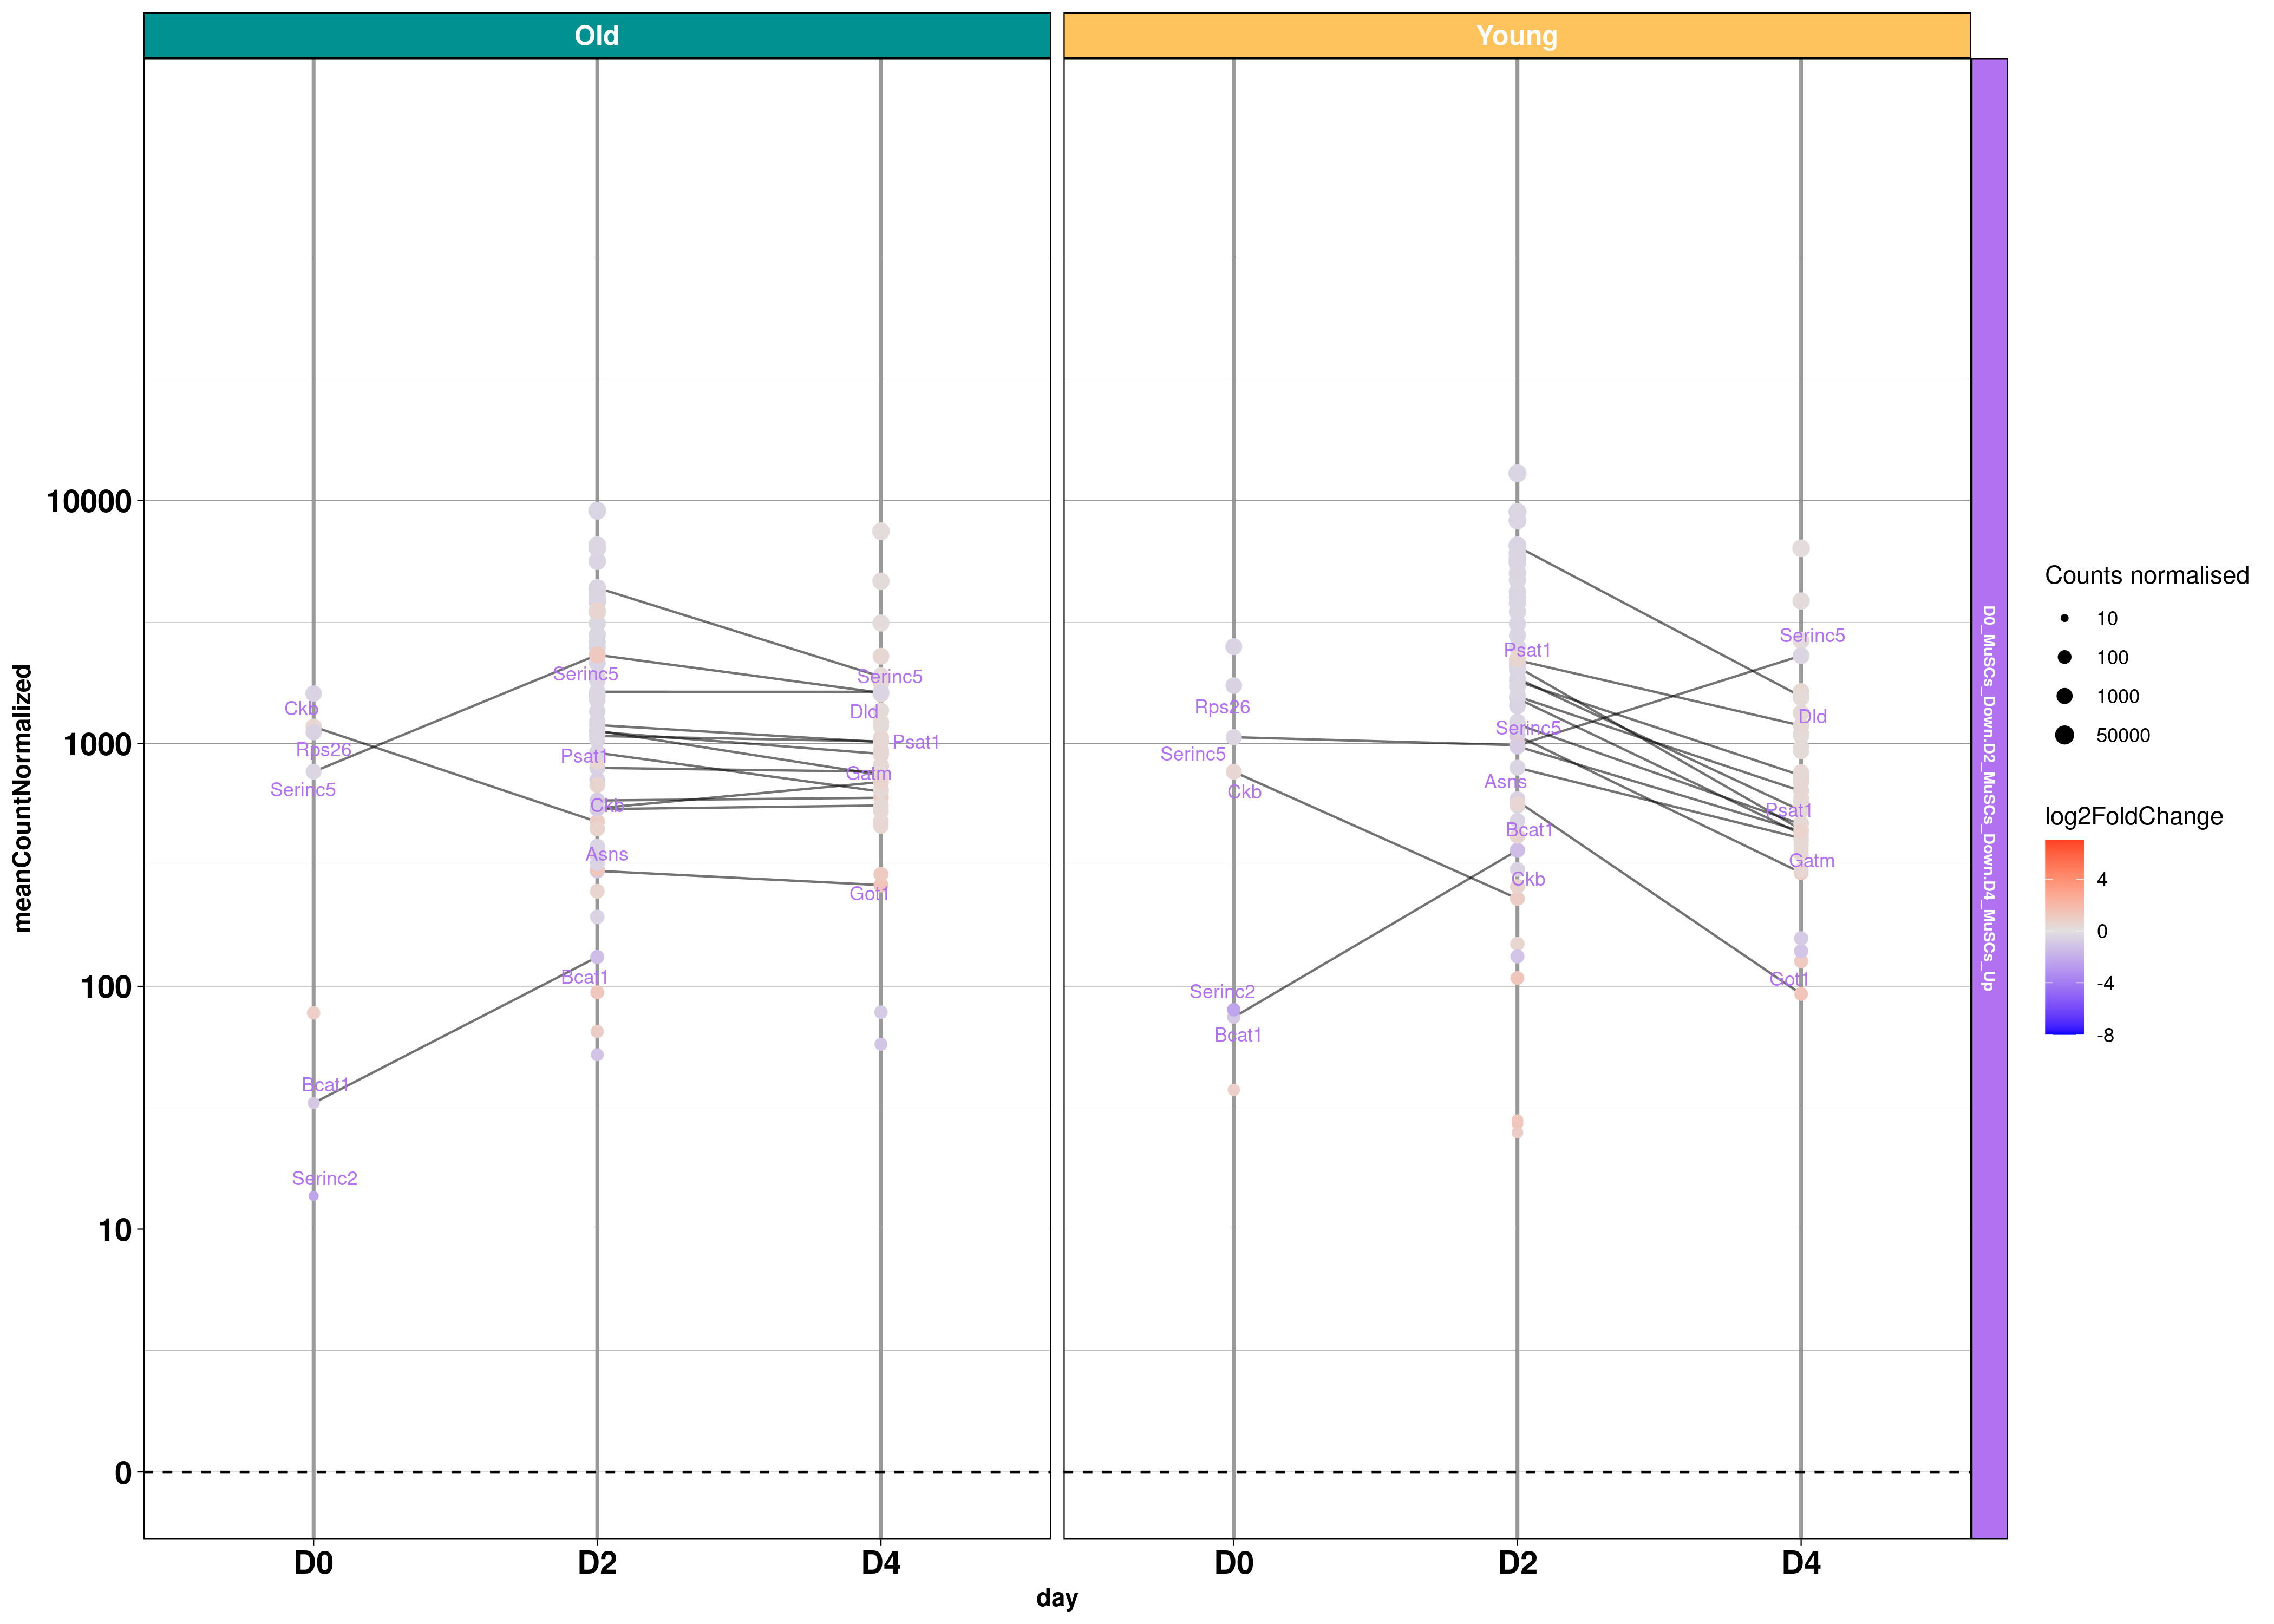 Old
Young
meanCountNormalized
10000
1000
100
10
0
Ckb
Rps26
Serinc5
Bcat1
Serinc2
Serinc5
Psat1
Ckb
Asns
Bcat1
Serinc5
Dld
Psat1
Gatm
Got1
Rps26
Serinc5
Ckb
Serinc2
Bcat1
Psat1
Serinc5
Asns
Bcat1
Ckb
Serinc5
Dld
Psat1
Gatm
Got1
D0_MuSCs_Down.D2_MuSCs_Down.D4_MuSCs_Up
D0
D2
D4
D0
D2
D4
day
Counts normalised
10
100
1000
50000
log2FoldChange
4
0
-4
-8